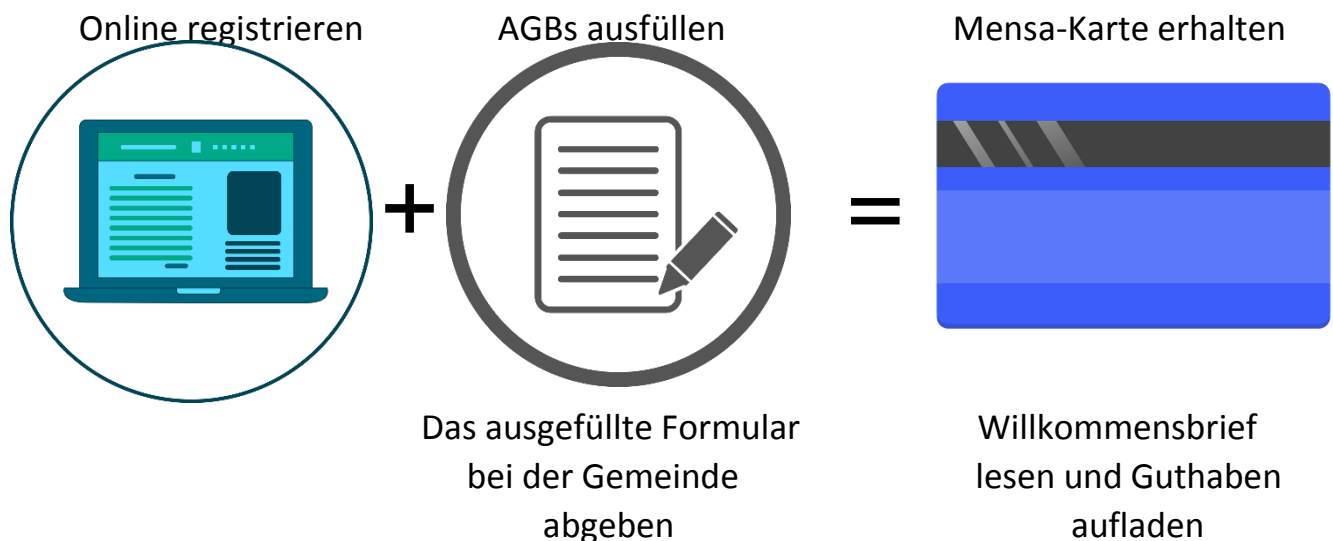 Online registrieren
AGBs ausfüllen
Mensa-Karte erhalten
+
=
Das ausgefüllte Formular
bei der Gemeinde
abgeben
Willkommensbrief
lesen und Guthaben
aufladen